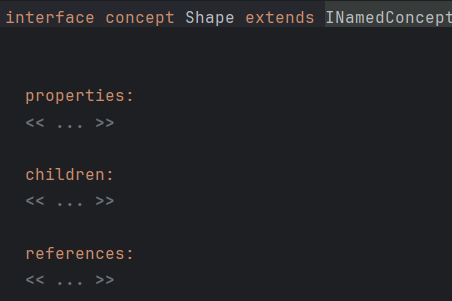 interface concept Shape extends INamedConcept
properties:
<< ... >>
children:
<< ... >>
references:
<< ... >>